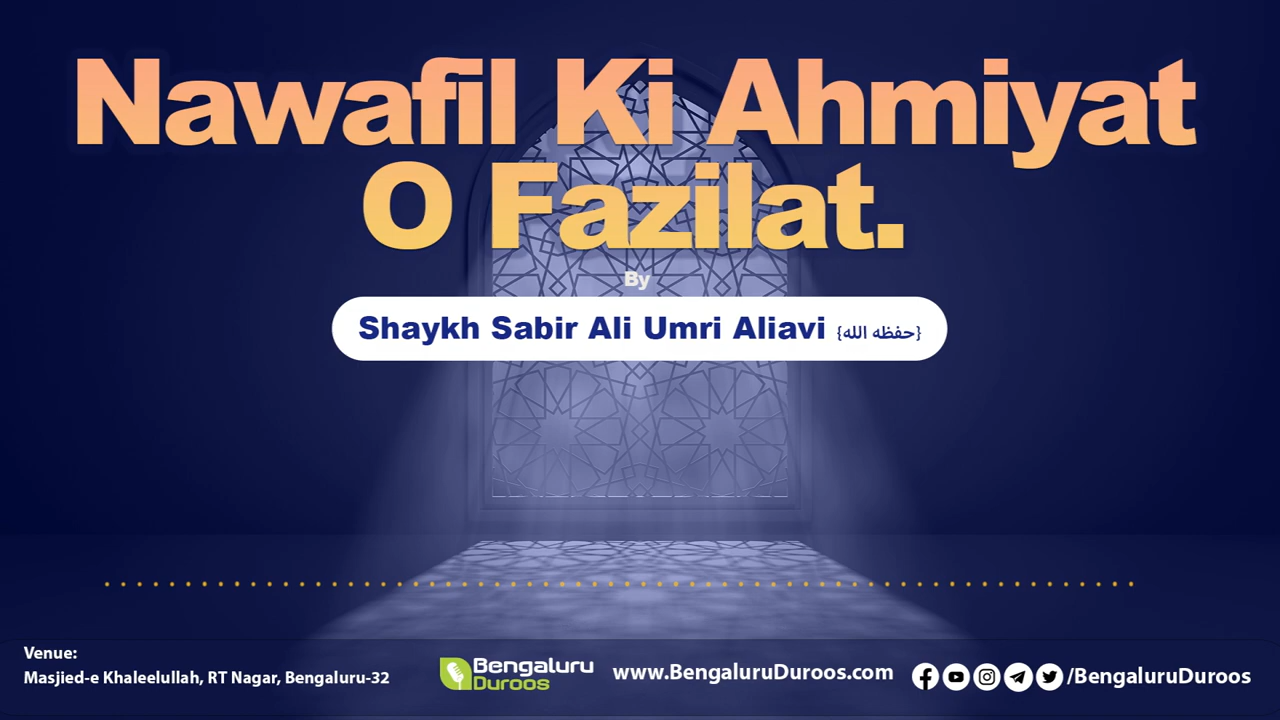 Nawafil Ki Ahmiyat
O Fazilat.
By
Shaykh Sabir Ali Umri Aliavi {حفظه الله}
Venue:
Masjied-e Khaleelullah, RT Nagar, Bengaluru-32
Bengaluru
Duroos
www.BengaluruDuroos.com
/BengaluruDuroos